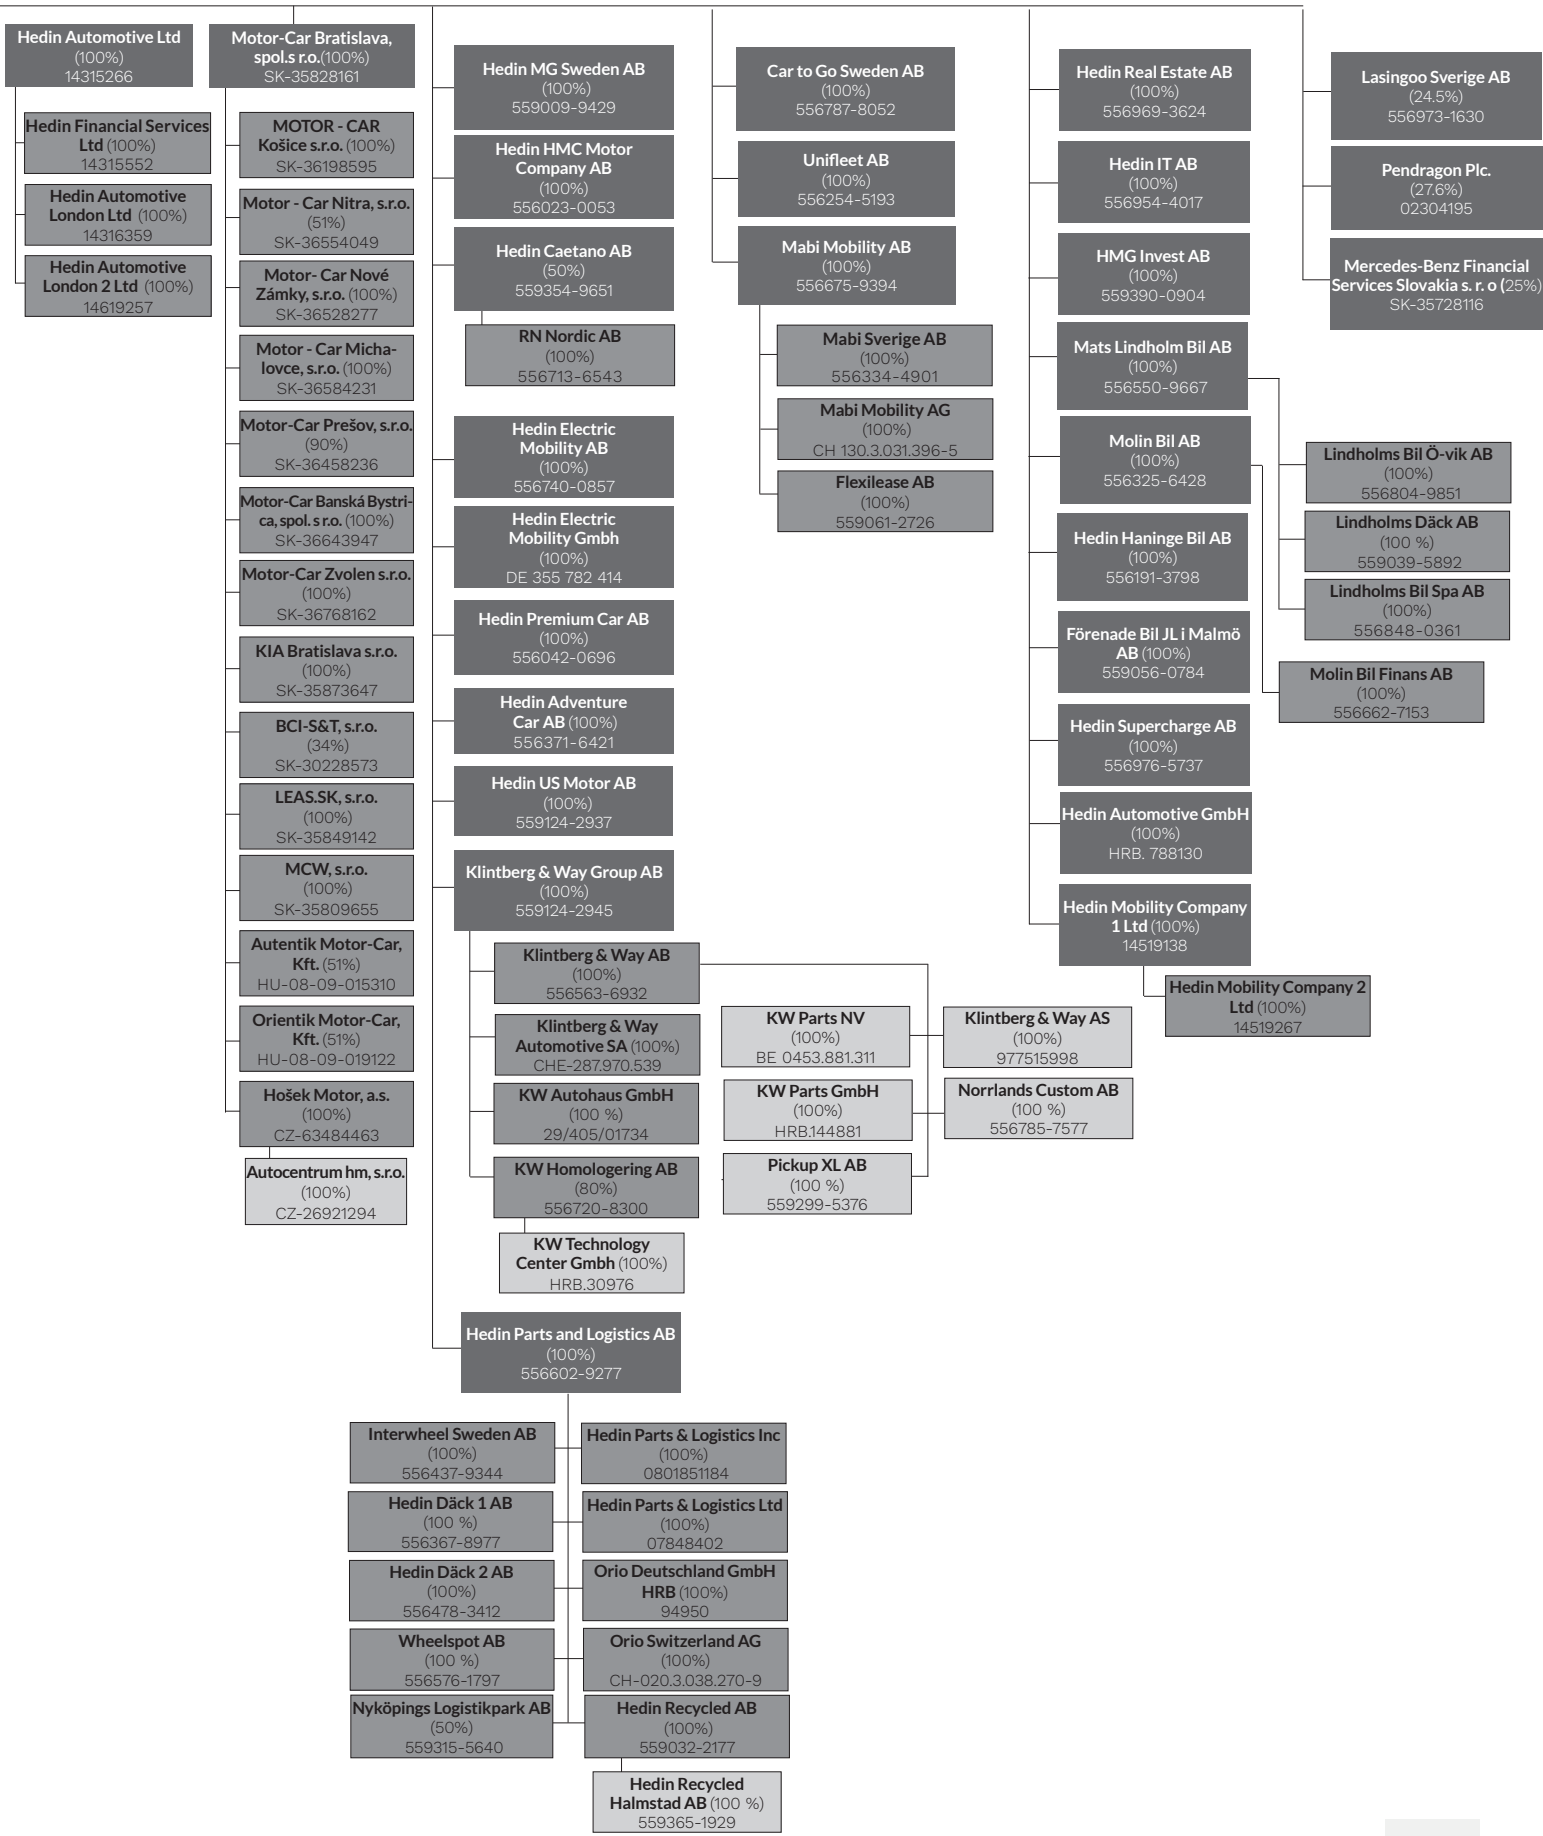 Hedin Automotive Ltd
(100%)
14315266
Hedin Financial Services
Ltd (100%)
14315552
Hedin Automotive
London Ltd (100%)
14316359
Hedin Automotive
London 2 Ltd (100%)
14619257
Motor-Car Bratislava,
spol.s r.o.(100%)
SK-35828161
MOTOR - CAR
Košice s.r.o. (100%)
SK-36198595
Motor - Car Nitra, s.r.o.
(51%)
SK-36554049
Motor- Car Nové
Zámky, s.r.o. (100%)
SK-36528277
Motor - Car Micha-
lovce, s.r.o. (100%)
SK-36584231
Motor-Car Prešov, s.r.o.
(90%)
SK-36458236
Motor-Car Banská Bystri-
ca, spol. s r.o. (100%)
SK-36643947
Motor-Car Zvolen s.r.o.
(100%)
SK-36768162
KIA Bratislava s.r.o.
(100%)
SK-35873647
BCI-S&T, s.r.o.
(34%)
SK-30228573
LEAS.SK, s.r.o.
(100%)
SK-35849142
MCW, s.r.o.
(100%)
SK-35809655
Autentik Motor-Car,
Kft. (51%)
HU-08-09-015310
Orientik Motor-Car,
Kft. (51%)
HU-08-09-019122
Hošek Motor, a.s.
(100%)
CZ-63484463
Autocentrum hm, s.r.o.
(100%)
CZ-26921294
Hedin MG Sweden AB
(100%)
559009-9429
Hedin HMC Motor
Company AB
(100%)
556023-0053
Hedin Caetano AB
(50%)
559354-9651
RN Nordic AB
(100%)
556713-6543
Hedin Electric
Mobility AB
(100%)
556740-0857
Hedin Electric
Mobility Gmbh
(100%)
DE 355 782 414
Hedin Premium Car AB
(100%)
556042-0696
Hedin Adventure
Car AB (100%)
556371-6421
Hedin US Motor AB
(100%)
559124-2937
Klintberg & Way Group AB
(100%)
559124-2945
Klintberg & Way AB
(100%)
556563-6932
Klintberg & Way
Automotive SA (100%)
CHE-287.970.539
KW Autohaus GmbH
(100 %)
29/405/01734
KW Homologering AB
(80%)
556720-8300
KW Technology
Center Gmbh (100%)
HRB.30976
KW Parts NV
(100%)
BE 0453.881.311
Klintberg & Way AS
(100%)
977515998
KW Parts GmbH
(100%)
HRB.144881
Norrlands Custom AB
(100 %)
556785-7577
Pickup XL AB
(100 %)
559299-5376
Hedin Parts and Logistics AB
(100%)
556602-9277
Interwheel Sweden AB
(100%)
556437-9344
Hedin Parts & Logistics Inc
(100%)
0801851184
Hedin Däck 1 AB
(100 %)
556367-8977
Hedin Parts & Logistics Ltd
(100%)
07848402
Hedin Däck 2 AB
(100%)
556478-3412
Orio Deutschland GmbH
HRB (100%)
94950
Wheelspot AB
(100 %)
556576-1797
Orio Switzerland AG
(100%)
CH-020.3.038.270-9
Nyköpings Logistikpark AB
(50%)
559315-5640
Hedin Recycled AB
(100%)
559032-2177
Hedin Recycled
Halmstad AB (100 %)
559365-1929
Car to Go Sweden AB
(100%)
556787-8052
Unifleet AB
(100%)
556254-5193
Mabi Mobility AB
(100%)
556675-9394
Mabi Sverige AB
(100%)
556334-4901
Mabi Mobility AG
(100%)
CH 130.3.031.396-5
Flexilease AB
(100%)
559061-2726
Hedin Real Estate AB
(100%)
556969-3624
Hedin IT AB
(100%)
556954-4017
HMG Invest AB
(100%)
559390-0904
Mats Lindholm Bil AB
(100%)
556550-9667
Molin Bil AB
(100%)
556325-6428
Hedin Haninge Bil AB
(100%)
556191-3798
Förenade Bil JL i Malmö
AB (100%)
559056-0784
Hedin Supercharge AB
(100%)
556976-5737
Hedin Automotive GmbH
(100%)
HRB. 788130
Hedin Mobility Company
1 Ltd (100%)
14519138
Hedin Mobility Company 2
Ltd (100%)
14519267
Lindholms Bil Ö-vik AB
(100%)
556804-9851
Lindholms Däck AB
(100 %)
559039-5892
Lindholms Bil Spa AB
(100%)
556848-0361
Molin Bil Finans AB
(100%)
556662-7153
Lasingoo Sverige AB
(24.5%)
556973-1630
Pendragon Plc.
(27.6%)
02304195
Mercedes-Benz Financial
Services Slovakia s. r. o (25%)
SK-35728116